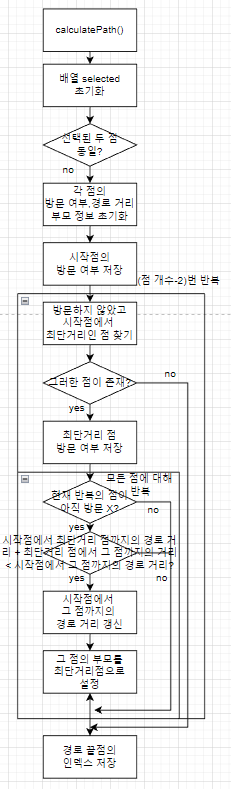 calculatePath()
배열 selected
초기화
선택된 두 점
동일?
no
각 점의
방문 여부,경로 거리
부모 정보 초기화
시작점의
방문 여부 저장
(점 개수-2)번 반복
방문하지 않았고
시작점에서
최단거리인 점 찾기
no
그러한 점이 존재?
yes
최단거리 점
방문 여부 저장
모든 점에 대해
반복
현재 반복의 점이
아직 방문 X?
no
yes
시작점에서 최단거리 점까지의 경로 거
리 + 최단거리 점에서 그 점까지의 거리
< 시작점에서 그 점까지의 경로 거리?
yes
no
시작점에서
그 점까지의
경로 거리 갱신
그 점의 부모를
최단거리점으로
설정
경로 끝점의
인덱스 저장